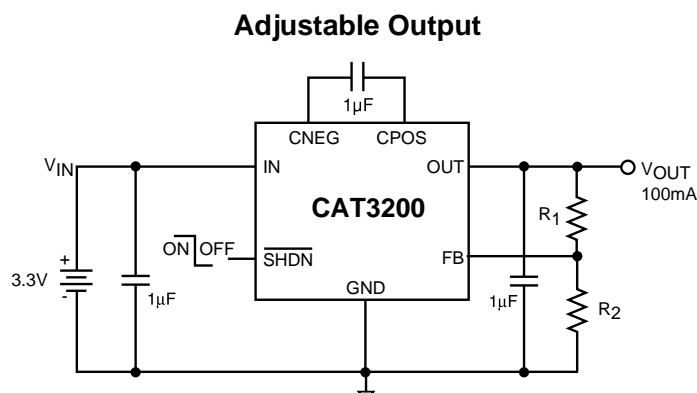 Adjustable Output
1µF
CNEG CPOS
VIN
IN
OUT
VOUT
100mA
CAT3200
R1
ON OFF
SHDN
FB
+
3.3V
-
1µF
GND
1µF
R2